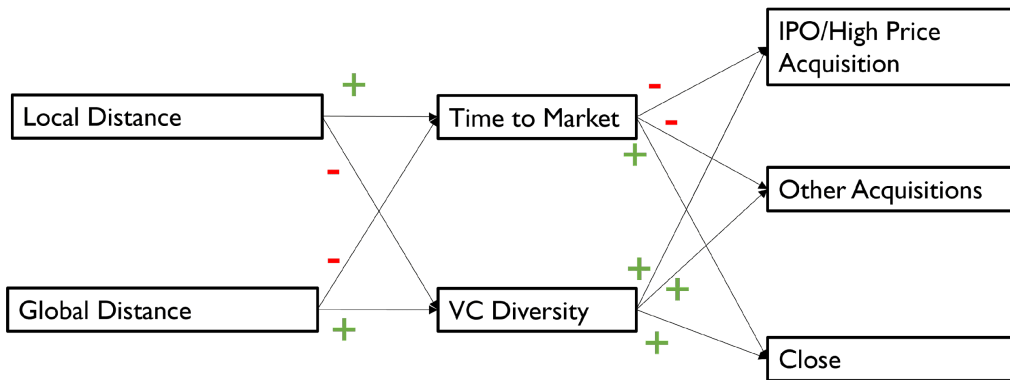 IPO/High Price
Acquisition
+
-
Local Distance
Time to Market
-
+
-
Other Acquisitions
-
+
+
Global Distance
VC Diversity
+
+
Close